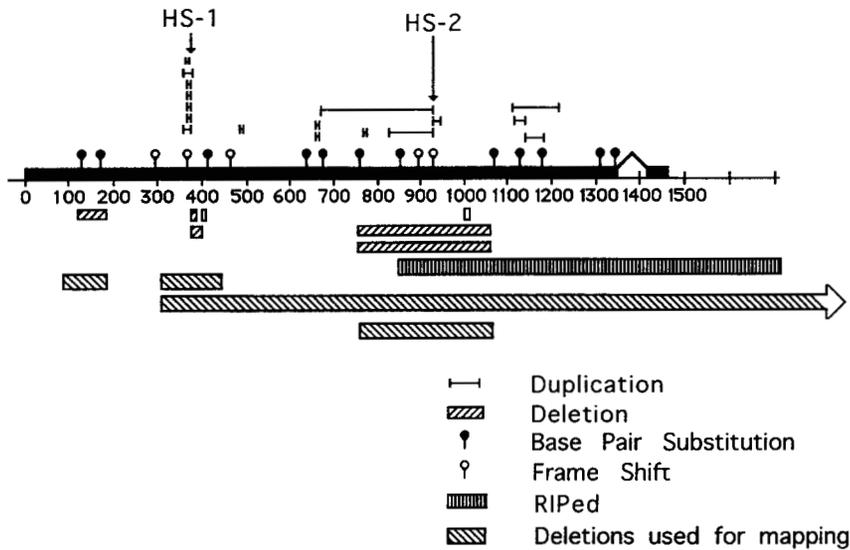 HS-1
HS-2
0 100 200 300 400 500 600 700 800 900 1000 1100 1200 1300 1400 1500
Duplication
Deletion
Base Pair Substitution
Frame Shift
RIPed
Deletions used for mapping